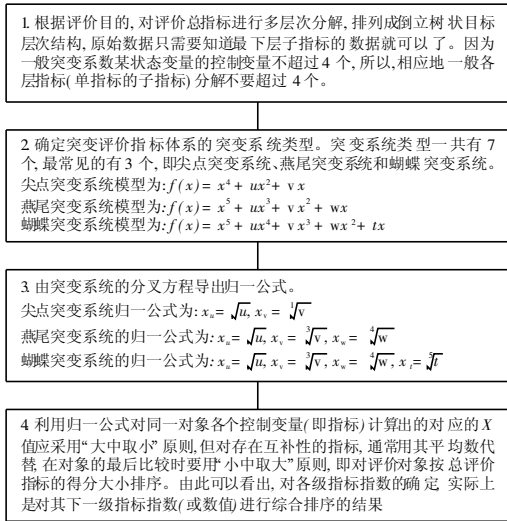 1. 根据评价目的, 对评价总指标进行多层次分解, 排列成倒立树状目标
层次结构, 原始数据只需要知道最下层子指标的数据就可以了。因为
一般突变系数某状态变量的控制变量不超过 4 个, 所以, 相应地一般各
层指标( 单指标的子指标) 分解不要超过 4 个。
2. 确定突变评价指标体系的突变系统类型。突变系统类型一共有 7
个, 最常见的有 3 个, 即尖点突变系统、燕尾突变系统和蝴蝶突变系统。
尖点突变系统模型为: f(x) = x⁴ + ux² + vx
燕尾突变系统模型为: f(x) = x⁵ + ux³ + vx² + wx
蝴蝶突变系统模型为: f(x) = x⁵ + ux⁴ + vx³ + wx² + tx
3. 由突变系统的分叉方程导出归一公式。
尖点突变系统归一公式为: xᵤ = √u, xᵥ = ¹√v
燕尾突变系统的归一公式为: xᵤ = √u, xᵥ = ³√v, x_w = ⁴√w
蝴蝶突变系统的归一公式为: xᵤ = √u, xᵥ = ³√v, x_w = ⁴√w, xₜ = ⁵√t
4. 利用归一公式对同一对象各个控制变量( 即指标) 计算出的对应的 X
值应采用“大中取小”原则, 但对存在互补性的指标, 通常用其平均数代
替, 在对象的最后比较时要用“小中取大”原则, 即对评价对象按总评价
指标的得分大小排序。由此可以看出, 对各级指标指数的确定, 实际上
是对其下一级指标指数( 或数值) 进行综合排序的结果